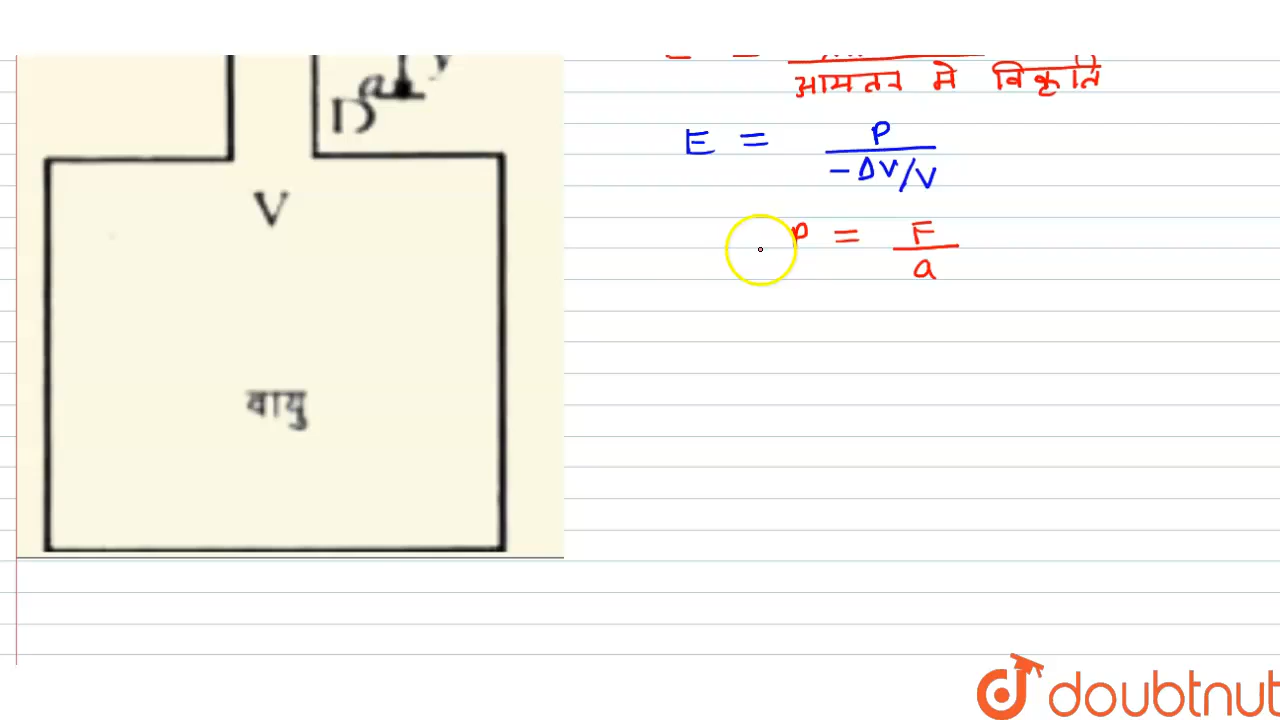 a
D
V
वायु
आयतन मे विकृति
E = P / -ΔV/V
P = F / a
doubtnut